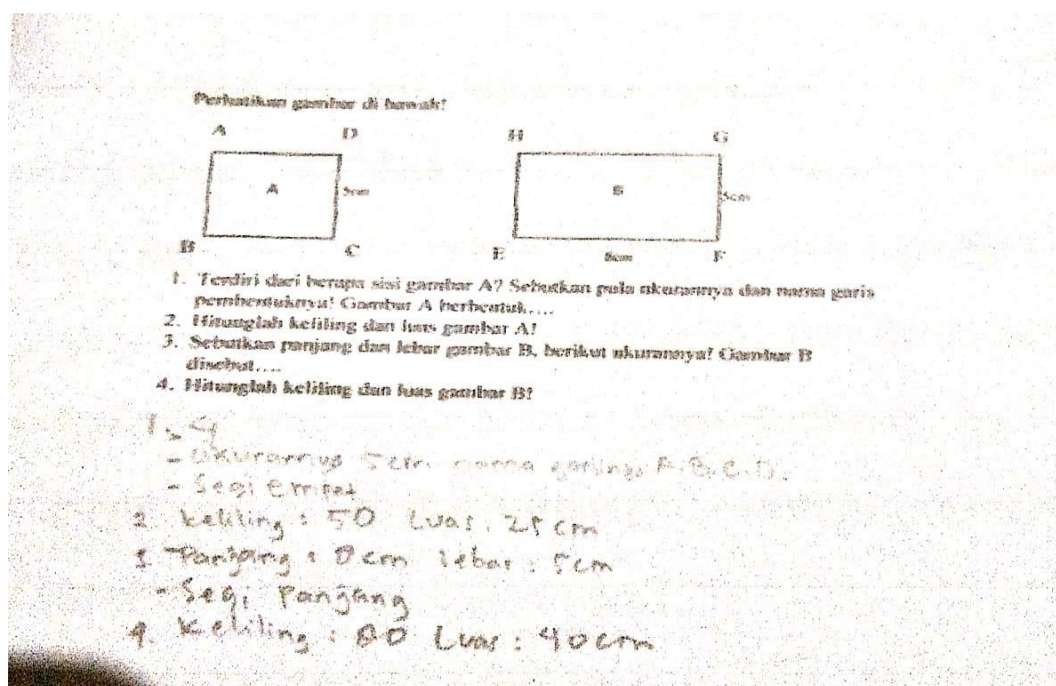 Perhatikan gambar di bawah!
A D H G
A 5cm B 5cm
B C E 8cm F
1. Terdiri dari berapa sisi gambar A? Sebutkan pula ukurannya dan nama garis
pembentuknya! Gambar A berbentuk....
2. Hitunglah keliling dan luas gambar A!
3. Sebutkan panjang dan lebar gambar B, berikut ukurannya? Gambar B
disebut....
4. Hitunglah keliling dan luas gambar B?
1. 4
- Ukurannya 5cm. nama A. B. C. D.
- Segi empat
2. keliling : 50 Luas : 25 cm
3. Panjang : 8cm lebar : 5cm
- Segi Panjang
4. Keliling : 80 Luas : 40 cm